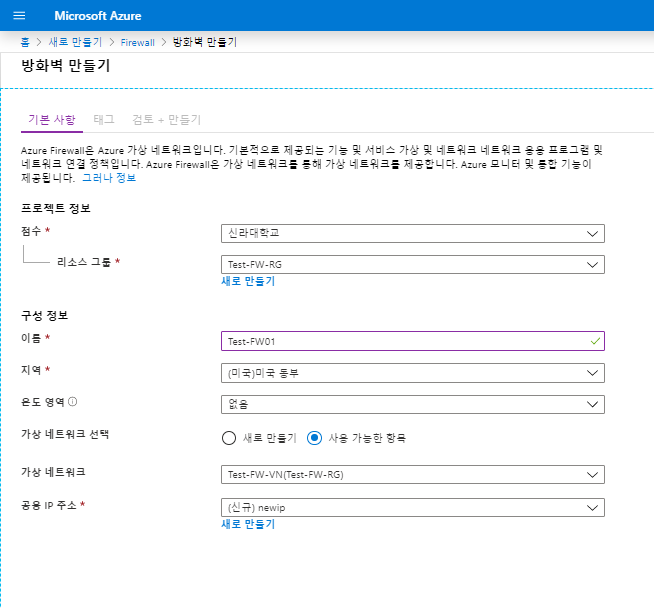 Microsoft Azure
홈 > 새로 만들기 > Firewall > 방화벽 만들기
방화벽 만들기
기본 사항 태그 검토 + 만들기
Azure Firewall은 Azure 가상 네트워크입니다. 기본적으로 제공되는 기능 및 서비스 가상 및 네트워크 네트워크 응용 프로그램 및
네트워크 연결 정책입니다. Azure Firewall은 가상 네트워크를 통해 가상 네트워크를 제공합니다. Azure 모니터 및 통합 기능이
제공됩니다. 그러나 정보
프로젝트 정보
점수 * 신라대학교
리소스 그룹 * Test-FW-RG
새로 만들기
구성 정보
이름 * Test-FW01
지역 * (미국)미국 동부
온도 영역 없음
가상 네트워크 선택 새로 만들기 사용 가능한 항목
가상 네트워크 Test-FW-VN(Test-FW-RG)
공용 IP 주소 * (신규) newip
새로 만들기